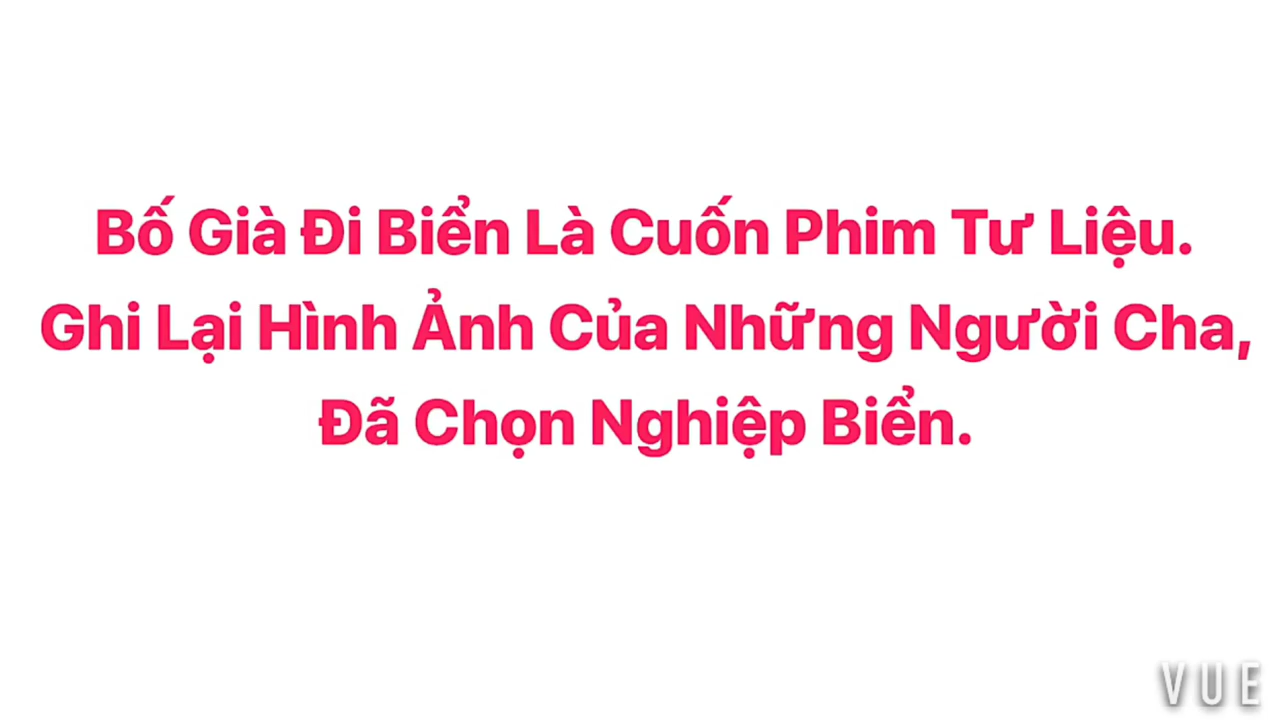 Bố Già Đi Biển Là Cuốn Phim Tư Liệu.
Ghi Lại Hình Ảnh Của Những Người Cha,
Đã Chọn Nghiệp Biển.
VUE